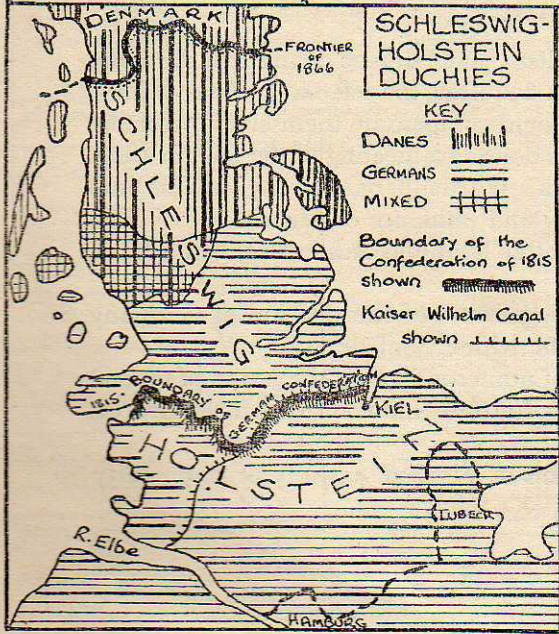 SCHLESWIG-
HOLSTEIN
DUCHIES
KEY
DANES
GERMANS
MIXED
Boundary of the
Confederation of 1815
shown
Kaiser Wilhelm Canal
shown
DENMARK
FRONTIER
OF
1866
SCHLESWIG
1815
BOUNDARY OF GERMAN CONFEDERATION
KIEL
HOLSTEIN
LUBECK
R. Elbe
HAMBURG